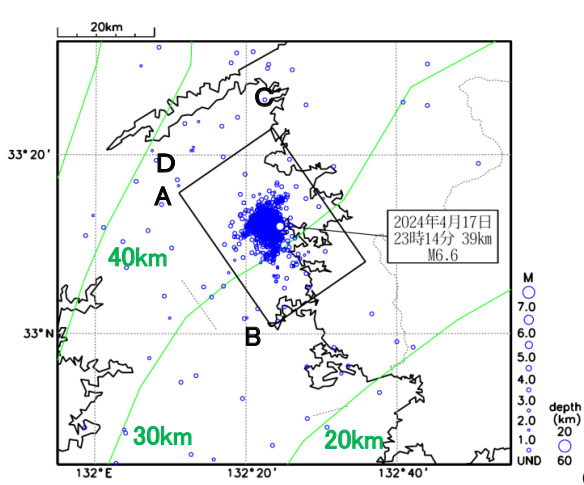 20km
C
33°20'
D
A
2024年4月17日
23時14分 39km
M6.6
40km
M
7.0
6.0
5.0
4.0
3.0
2.0
1.0
UND
33°N
B
depth
(km)
20
60
30km
20km
132°E
132°20'
132°40'